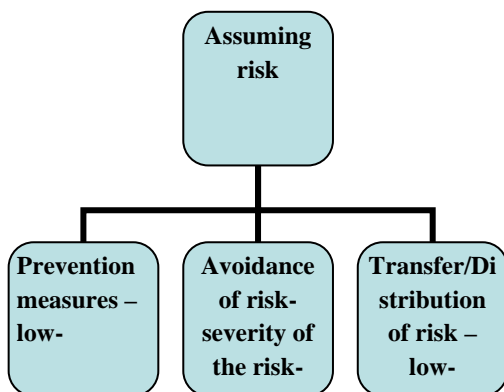 Assuming
risk
Prevention
measures –
low-
Avoidance
of risk-
severity of
the risk-
Transfer/Di
stribution
of risk –
low-